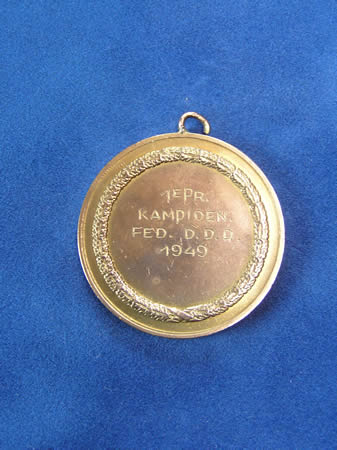 1E PR.
KAMPIOEN.
FED. D.D.D.
1949